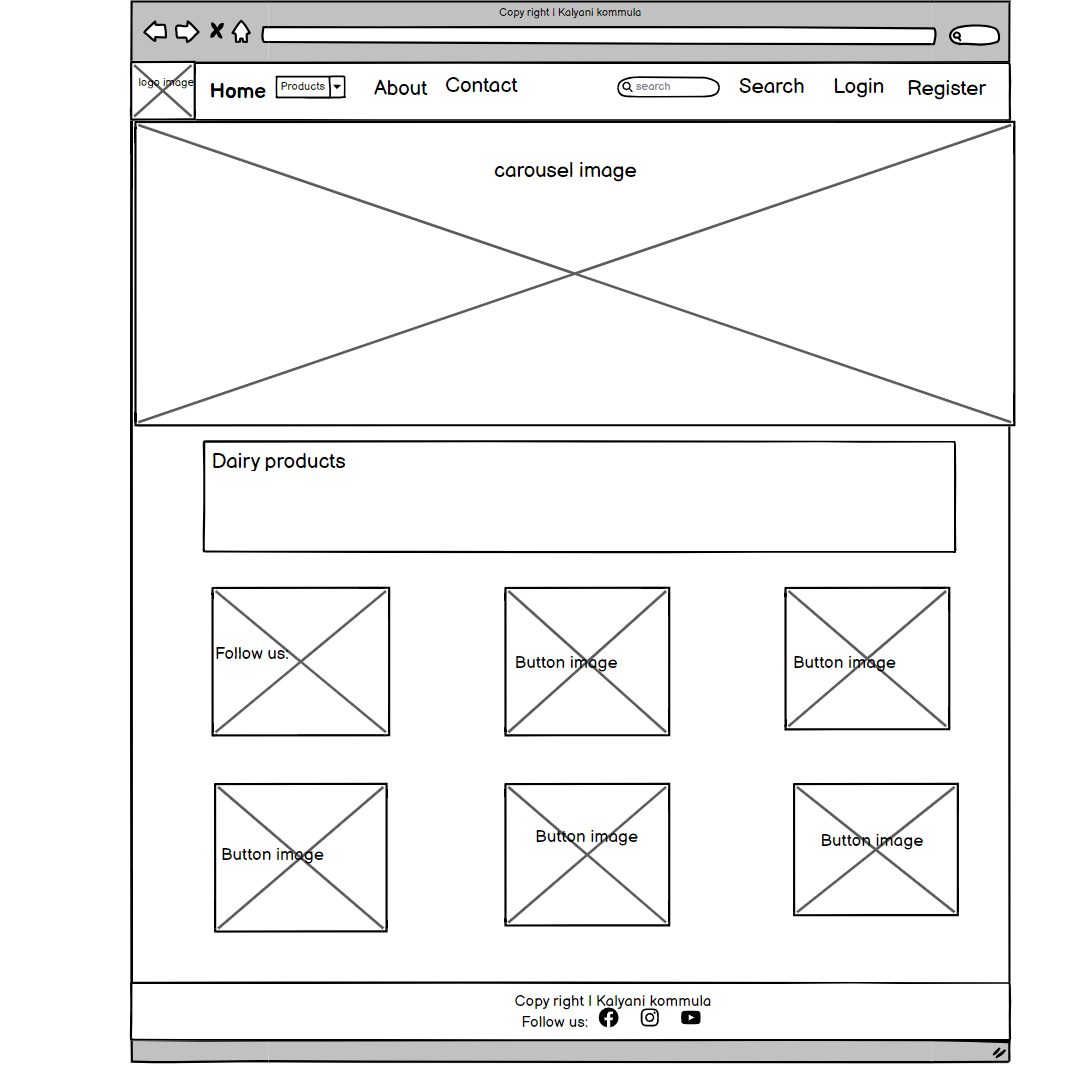 Copy right | Kalyani kommula
logo image
Home Products About Contact search Search Login Register
carousel image
Dairy products
Follow us: Button image Button image
Button image Button image Button image
Copy right | Kalyani kommula
Follow us: